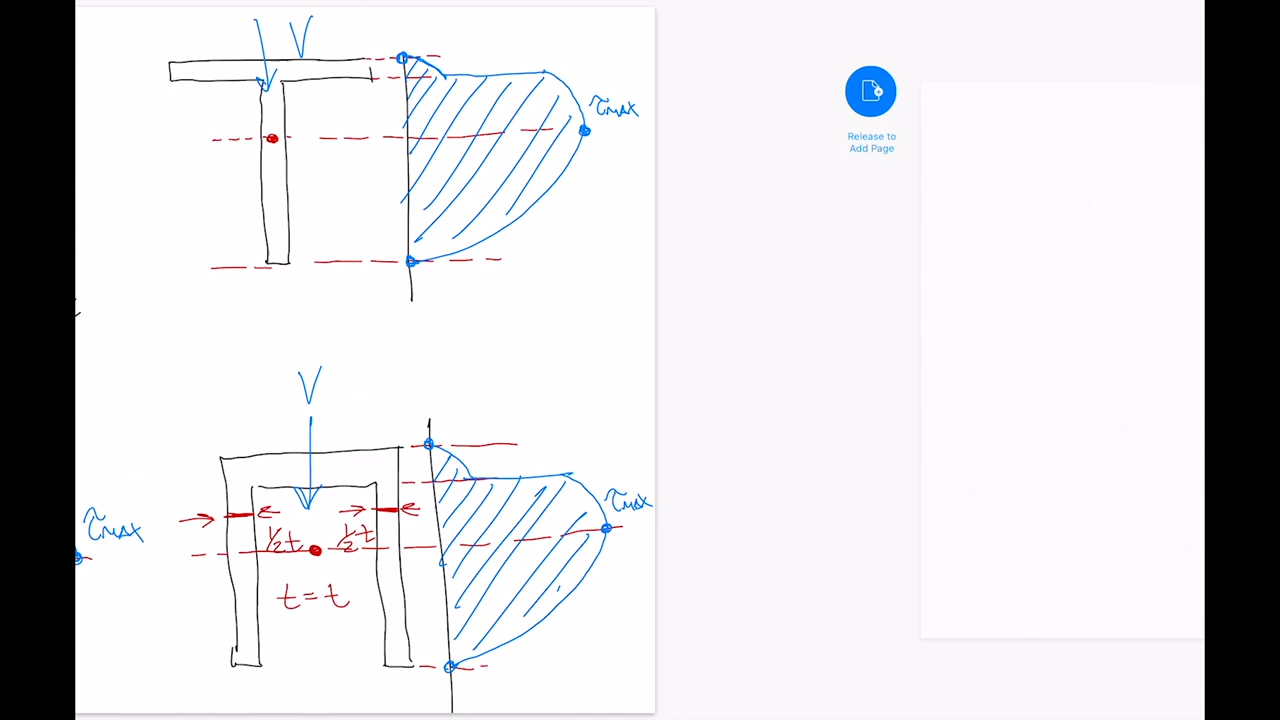 V
τMAX
Release to
Add Page
V
τMAX
τMAX
½t ½t
t = t